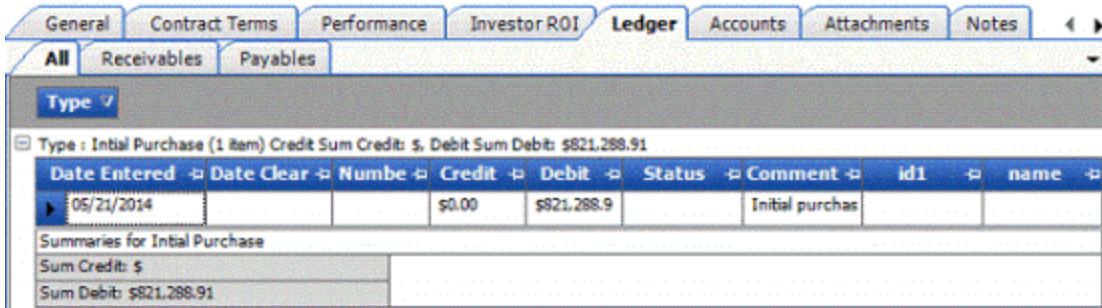 General Contract Terms Performance Investor ROI Ledger Accounts Attachments Notes
All Receivables Payables
Type
Type : Intial Purchase (1 item) Credit Sum Credit: $, Debit Sum Debit: $821,288.91
Date Entered Date Clear Numbe Credit Debit Status Comment id1 name
05/21/2014 $0.00 $821,288.9 Initial purchas
Summaries for Intial Purchase
Sum Credit: $
Sum Debit: $821,288.91